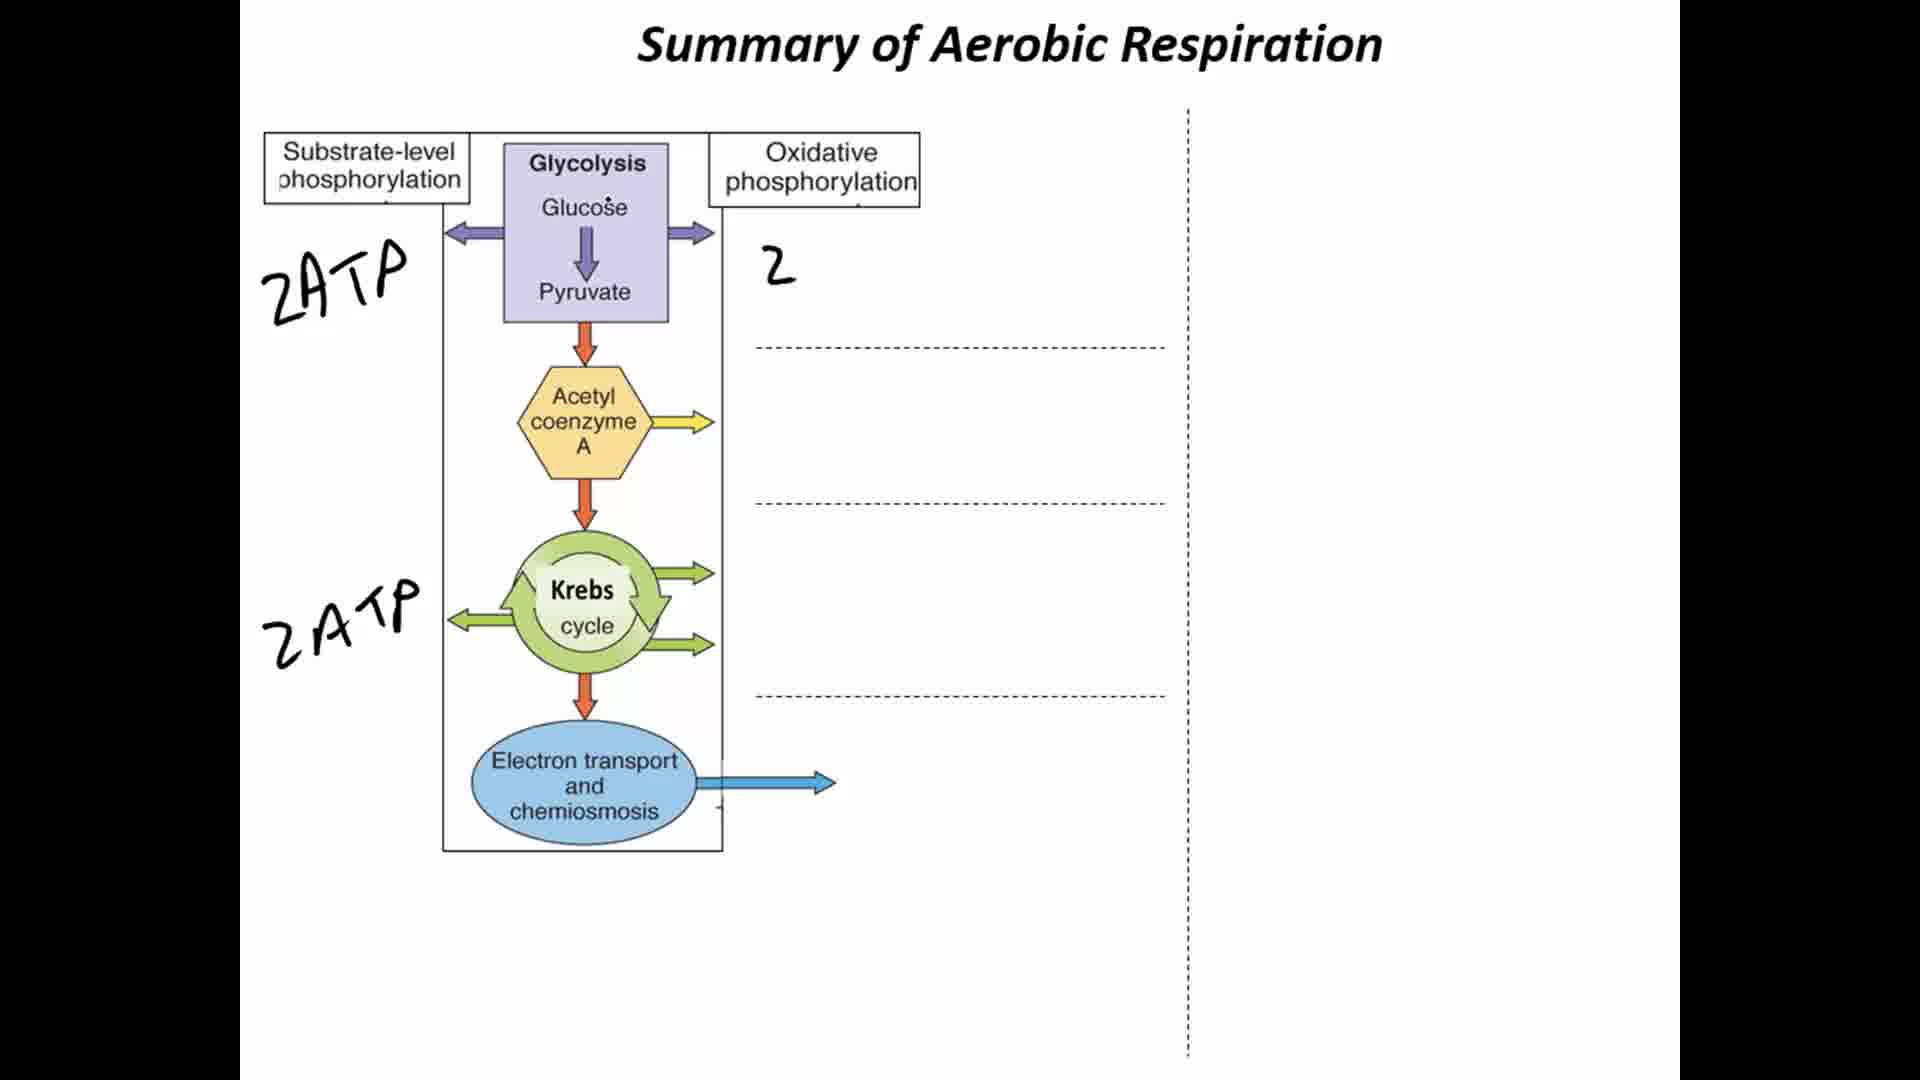 Summary of Aerobic Respiration
Substrate-level
phosphorylation
Glycolysis
Glucose
Pyruvate
Oxidative
phosphorylation
2ATP
2
Acetyl
coenzyme
A
Krebs
cycle
2ATP
Electron transport
and
chemiosmosis